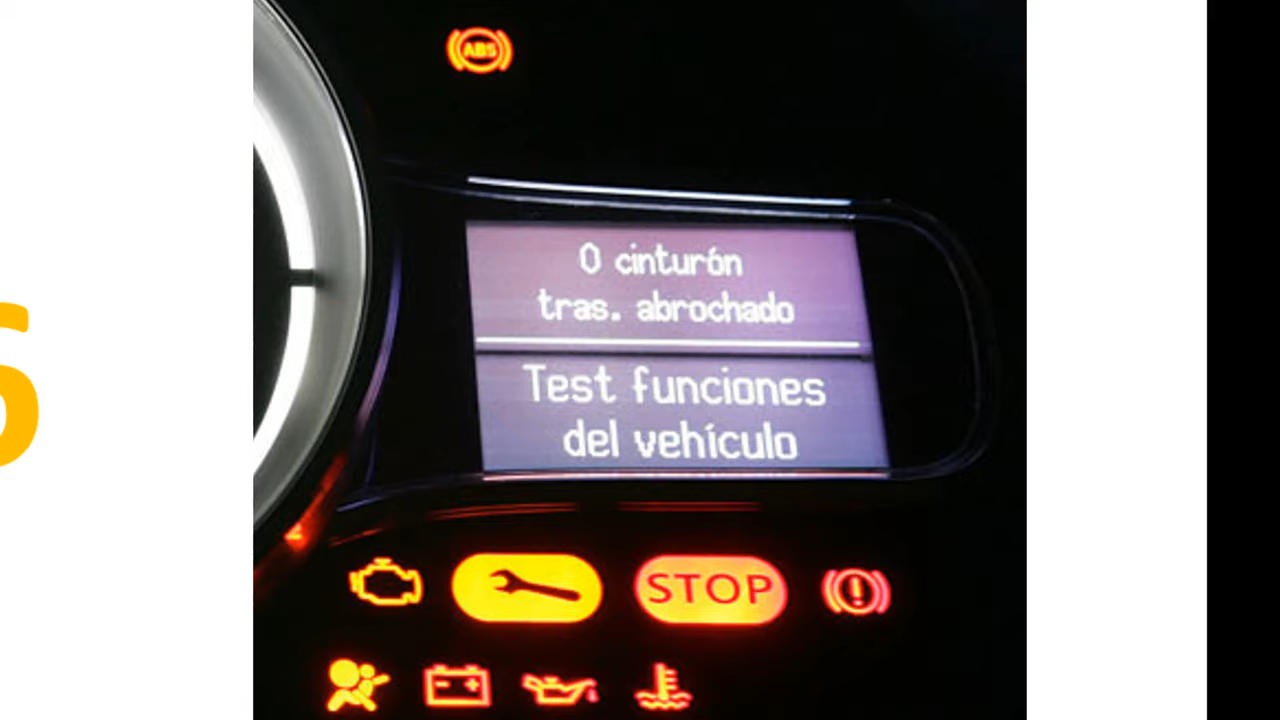 ABS
0 cinturón
tras. abrochado
Test funciones
del vehículo
STOP